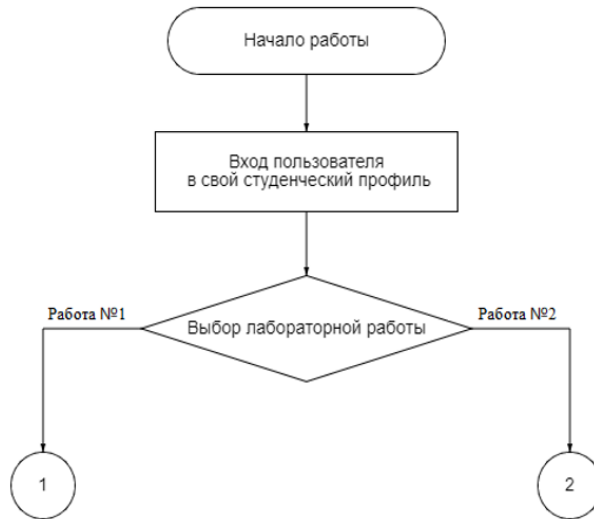 Начало работы
Вход пользователя
в свой студенческий профиль
Работа №1
Выбор лабораторной работы
Работа №2
1
2